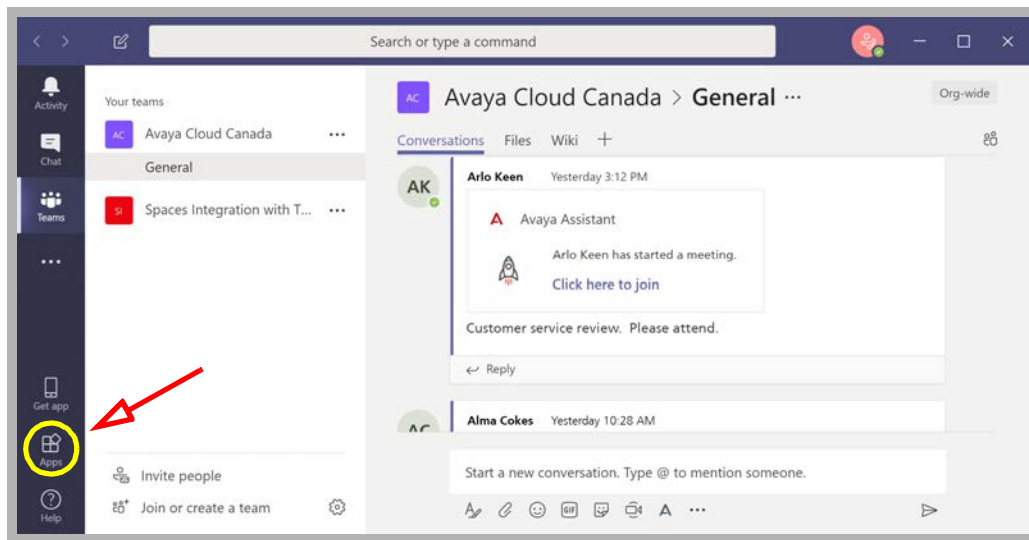 Search or type a command
Activity
Chat
Teams
Get app
Apps
Help
Your teams
AC Avaya Cloud Canada
General
SI Spaces Integration with T...
Invite people
Join or create a team
AC Avaya Cloud Canada > General
Org-wide
Conversations Files Wiki
AK
Arlo Keen Yesterday 3:12 PM
Avaya Assistant
Arlo Keen has started a meeting.
Click here to join
Customer service review. Please attend.
Reply
AC
Alma Cokes Yesterday 10:28 AM
Start a new conversation. Type @ to mention someone.
GIF